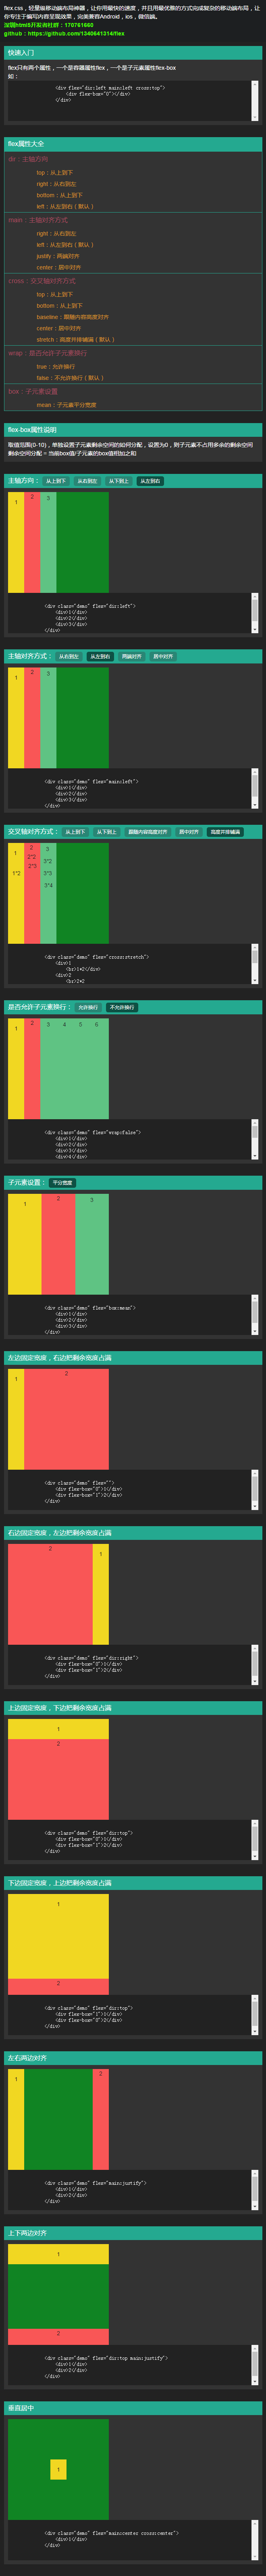 flex.css，轻量级移动端布局神器，让你用最快的速度，并且用最优雅的方式完成复杂的移动端布局，让
你专注于编写内容呈现效果，完美兼容Android，ios，微信端。
深圳html5开发者社群：170761660
github：https://github.com/1340641314/flex
快速入门
flex只有两个属性，一个是容器属性flex，一个是子元素属性flex-box
如：
<div flex="dir:left main:left cross:top">
<div flex-box="0"></div>
</div>
flex属性大全
dir：主轴方向
top：从上到下
right：从右到左
bottom：从上到下
left：从左到右（默认）
main：主轴对齐方式
right：从右到左
left：从左到右（默认）
justify：两端对齐
center：居中对齐
cross：交叉轴对齐方式
top：从上到下
bottom：从上到下
baseline：跟随内容高度对齐
center：居中对齐
stretch：高度并排铺满（默认）
wrap：是否允许子元素换行
true：允许换行
false：不允许换行（默认）
box：子元素设置
mean：子元素平分宽度
flex-box属性说明
取值范围(0-10)，单独设置子元素剩余空间的如何分配，设置为0，则子元素不占用多余的剩余空间
剩余空间分配 = 当前box值/子元素的box值相加之和
主轴方向： 从上到下 从右到左 从下到上 从左到右
1 2 3
<div class="demo" flex="dir:left">
<div>1</div>
<div>2</div>
<div>3</div>
</div>
主轴对齐方式： 从右到左 从左到右 两端对齐 居中对齐
1 2 3
<div class="demo" flex="main:left">
<div>1</div>
<div>2</div>
<div>3</div>
</div>
交叉轴对齐方式： 从上到下 从下到上 跟随内容高度对齐 居中对齐 高度并排铺满
1 2 3
2*2 3*2
1*2 2*3 3*3
3*4
<div class="demo" flex="cross:stretch">
<div>1
<br>1*2</div>
<div>2
<br>2*2
是否允许子元素换行： 允许换行 不允许换行
1 2 3 4 5 6
<div class="demo" flex="wrap:false">
<div>1</div>
<div>2</div>
<div>3</div>
<div>4</div>
子元素设置： 平分宽度
1 2 3
<div class="demo" flex="box:mean">
<div>1</div>
<div>2</div>
<div>3</div>
</div>
左边固定宽度，右边把剩余宽度占满
1 2
<div class="demo" flex="">
<div flex-box="0">1</div>
<div flex-box="1">2</div>
</div>
右边固定宽度，左边把剩余宽度占满
2 1
<div class="demo" flex="dir:right">
<div flex-box="0">1</div>
<div flex-box="1">2</div>
</div>
上边固定宽度，下边把剩余宽度占满
1
2
<div class="demo" flex="dir:top">
<div flex-box="0">1</div>
<div flex-box="1">2</div>
</div>
下边固定宽度，上边把剩余宽度占满
1
2
<div class="demo" flex="dir:top">
<div flex-box="1">1</div>
<div flex-box="0">2</div>
</div>
左右两边对齐
1 2
<div class="demo" flex="main:justify">
<div>1</div>
<div>2</div>
</div>
上下两边对齐
1
2
<div class="demo" flex="dir:top main:justify">
<div>1</div>
<div>2</div>
</div>
垂直居中
1
<div class="demo" flex="main:center cross:center">
<div>1</div>
</div>